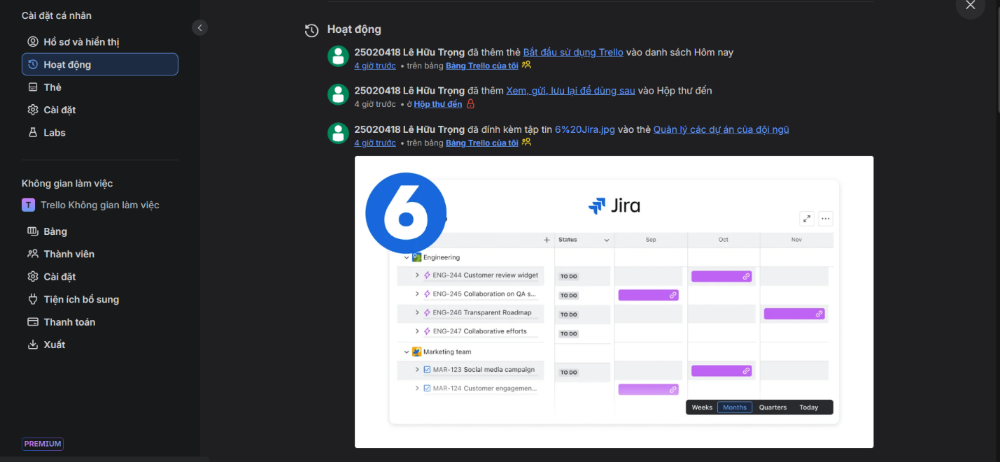 Cài đặt cá nhân
Hồ sơ và hiển thị
Hoạt động
Thẻ
Cài đặt
Labs
Không gian làm việc
T Trello Không gian làm việc
Bảng
Thành viên
Cài đặt
Tiện ích bổ sung
Thanh toán
Xuất
PREMIUM
Hoạt động
25020418 Lê Hữu Trọng đã thêm thẻ Bắt đầu sử dụng Trello vào danh sách Hôm nay
4 giờ trước • trên bảng Bảng Trello của tôi
25020418 Lê Hữu Trọng đã thêm Xem, gửi, lưu lại để dùng sau vào Hộp thư đến
4 giờ trước • ở Hộp thư đến
25020418 Lê Hữu Trọng đã đính kèm tập tin 6%20Jira.jpg vào thẻ Quản lý các dự án của đội ngũ
4 giờ trước • trên bảng Bảng Trello của tôi
6
Jira
Status Sep Oct Nov
Engineering
ENG-244 Customer review widget TO DO
ENG-245 Collaboration on QA s... TO DO
ENG-246 Transparent Roadmap TO DO
ENG-247 Collaborative efforts TO DO
Marketing team
MAR-123 Social media campaign TO DO
MAR-124 Customer engagemen...
Weeks Months Quarters Today